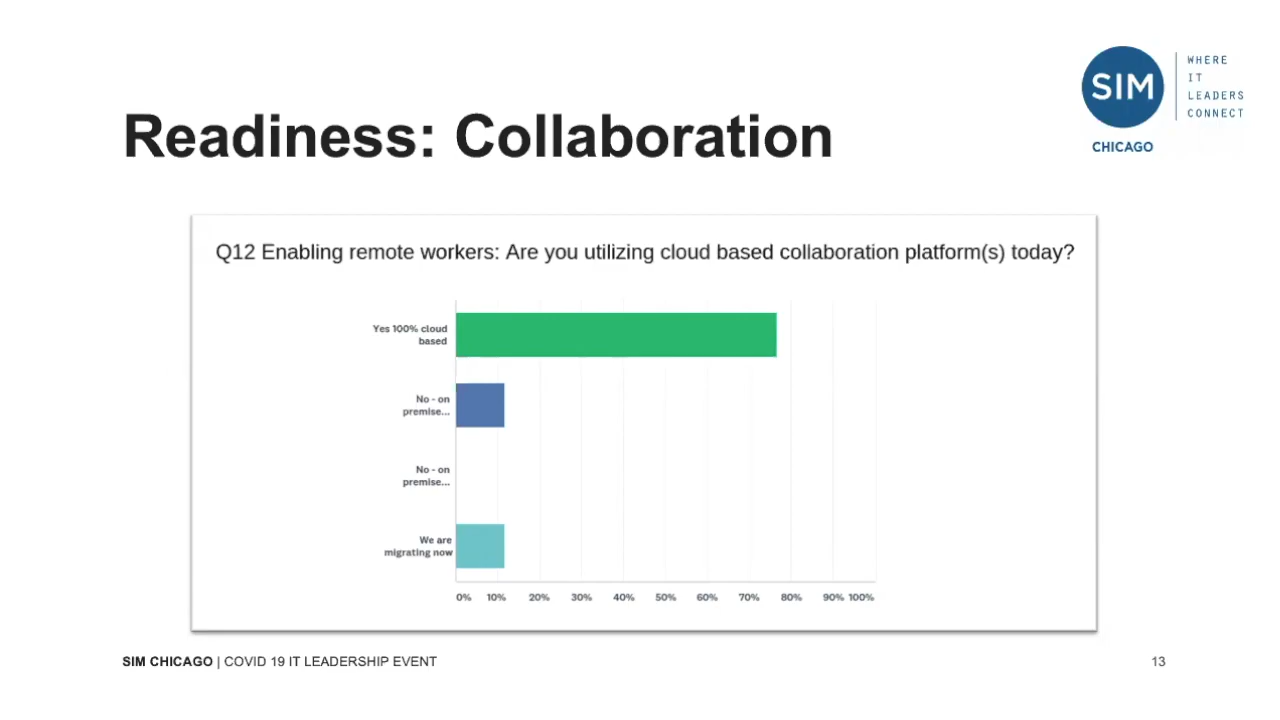 SIM
WHERE
IT
LEADERS
CONNECT
CHICAGO
Readiness: Collaboration
Q12 Enabling remote workers: Are you utilizing cloud based collaboration platform(s) today?
Yes 100% cloud
based
No - on
premise...
No - on
premise...
We are
migrating now
0% 10% 20% 30% 40% 50% 60% 70% 80% 90% 100%
SIM CHICAGO | COVID 19 IT LEADERSHIP EVENT
13